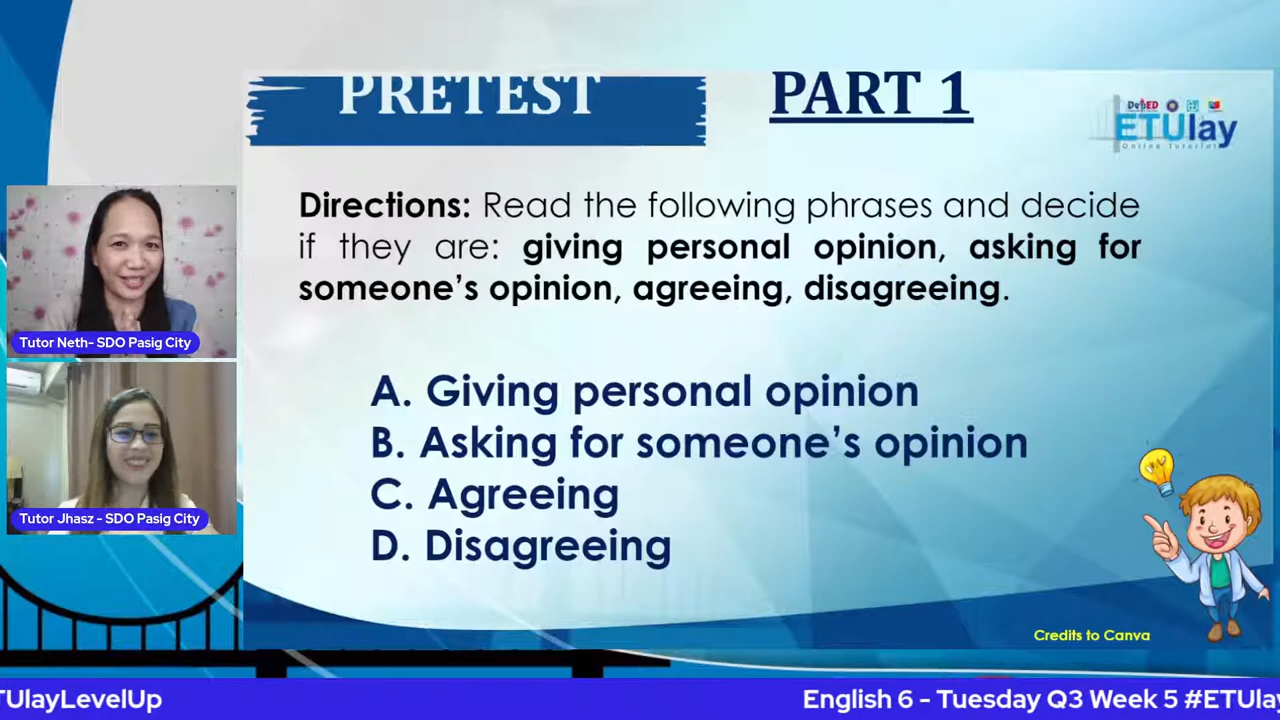 PRETEST
PART 1
DepED
ETUlay
Online Tutorial
Directions: Read the following phrases and decide
if they are: giving personal opinion, asking for
someone's opinion, agreeing, disagreeing.
A. Giving personal opinion
B. Asking for someone's opinion
C. Agreeing
D. Disagreeing
Tutor Neth- SDO Pasig City
Tutor Jhasz - SDO Pasig City
Credits to Canva
TUlayLevelUp
English 6 - Tuesday Q3 Week 5 #ETUlay